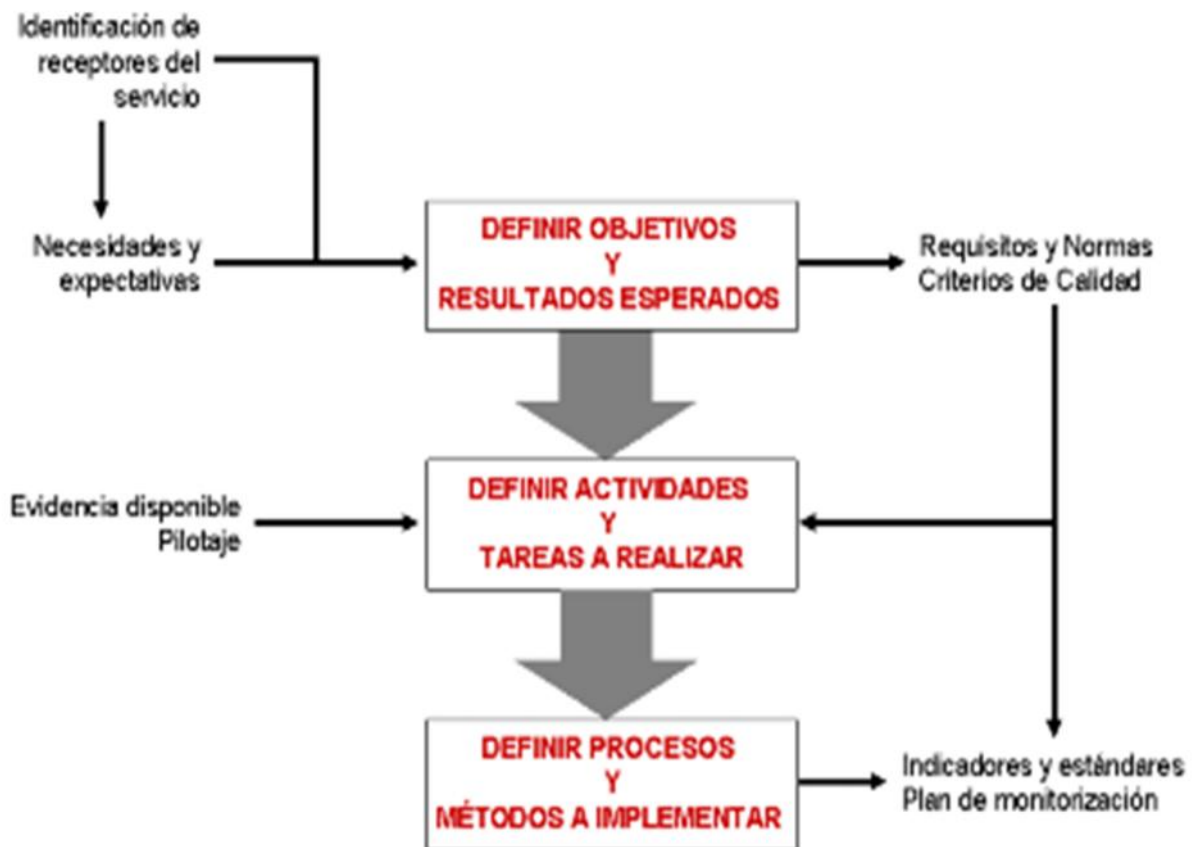 Identificación de
receptores del
servicio
Necesidades y
expectativas
DEFINIR OBJETIVOS
Y
RESULTADOS ESPERADOS
Requisitos y Normas
Criterios de Calidad
Evidencia disponible
Pilotaje
DEFINIR ACTIVIDADES
Y
TAREAS A REALIZAR
DEFINIR PROCESOS
Y
MÉTODOS A IMPLEMENTAR
Indicadores y estándares
Plan de monitorización